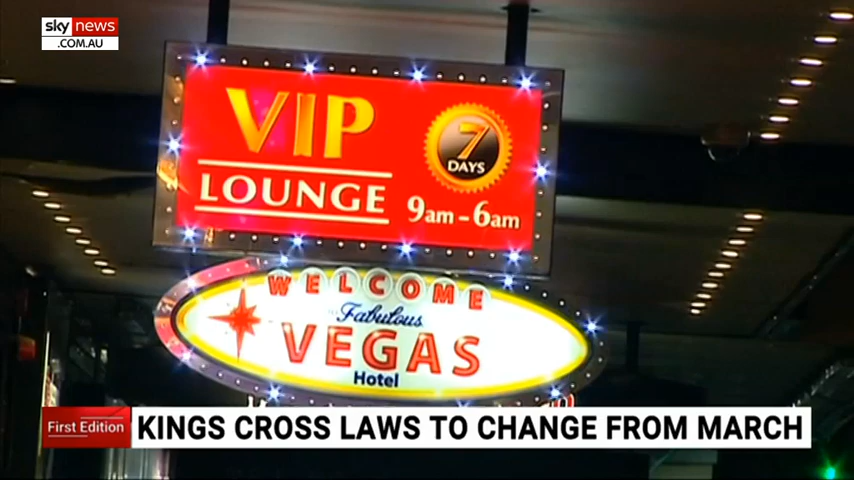 sky news
.COM.AU
VIP
LOUNGE
7
DAYS
9am-6am
WELCOME
Fabulous
VEGAS
Hotel
First Edition
KINGS CROSS LAWS TO CHANGE FROM MARCH